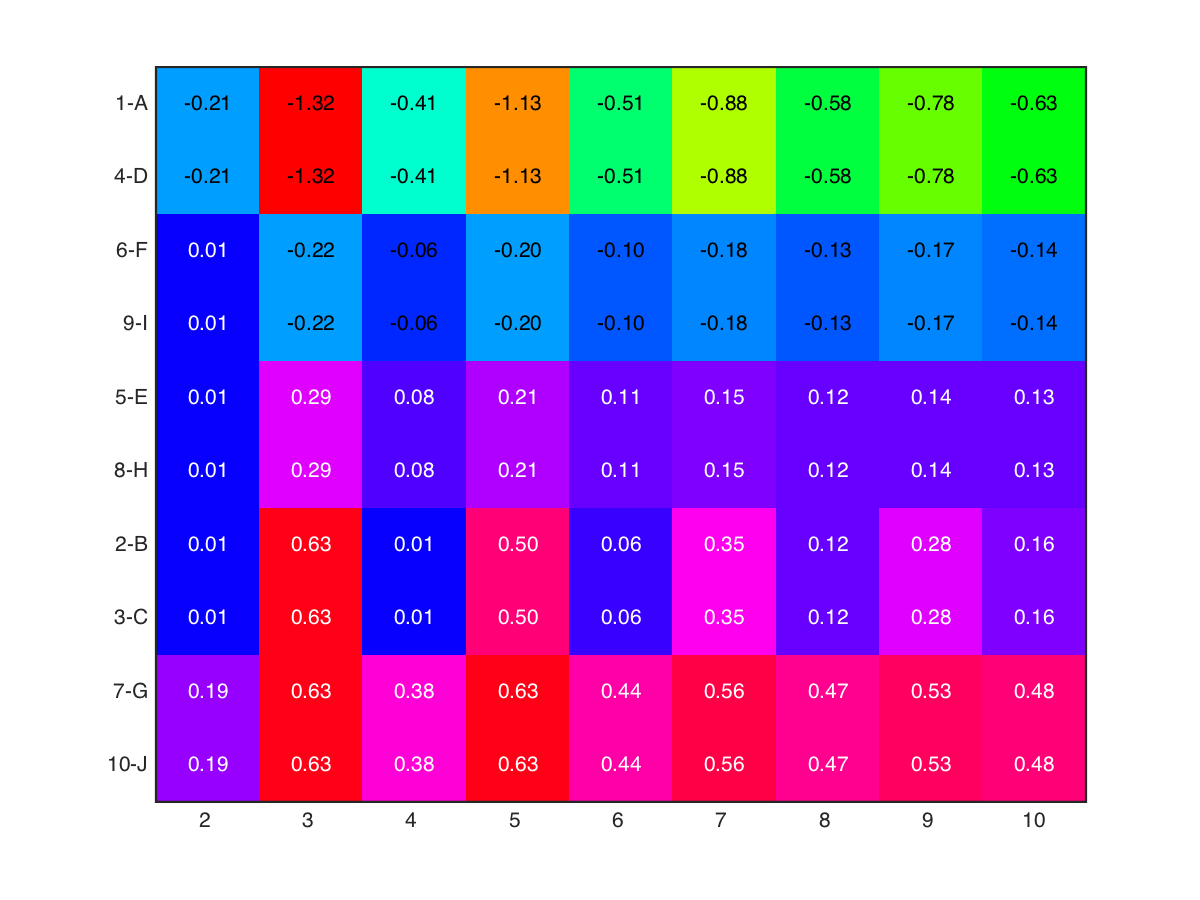 1-A -0.21 -1.32 -0.41 -1.13 -0.51 -0.88 -0.58 -0.78 -0.63
4-D -0.21 -1.32 -0.41 -1.13 -0.51 -0.88 -0.58 -0.78 -0.63
6-F 0.01 -0.22 -0.06 -0.20 -0.10 -0.18 -0.13 -0.17 -0.14
9-I 0.01 -0.22 -0.06 -0.20 -0.10 -0.18 -0.13 -0.17 -0.14
5-E 0.01 0.29 0.08 0.21 0.11 0.15 0.12 0.14 0.13
8-H 0.01 0.29 0.08 0.21 0.11 0.15 0.12 0.14 0.13
2-B 0.01 0.63 0.01 0.50 0.06 0.35 0.12 0.28 0.16
3-C 0.01 0.63 0.01 0.50 0.06 0.35 0.12 0.28 0.16
7-G 0.19 0.63 0.38 0.63 0.44 0.56 0.47 0.53 0.48
10-J 0.19 0.63 0.38 0.63 0.44 0.56 0.47 0.53 0.48
2 3 4 5 6 7 8 9 10